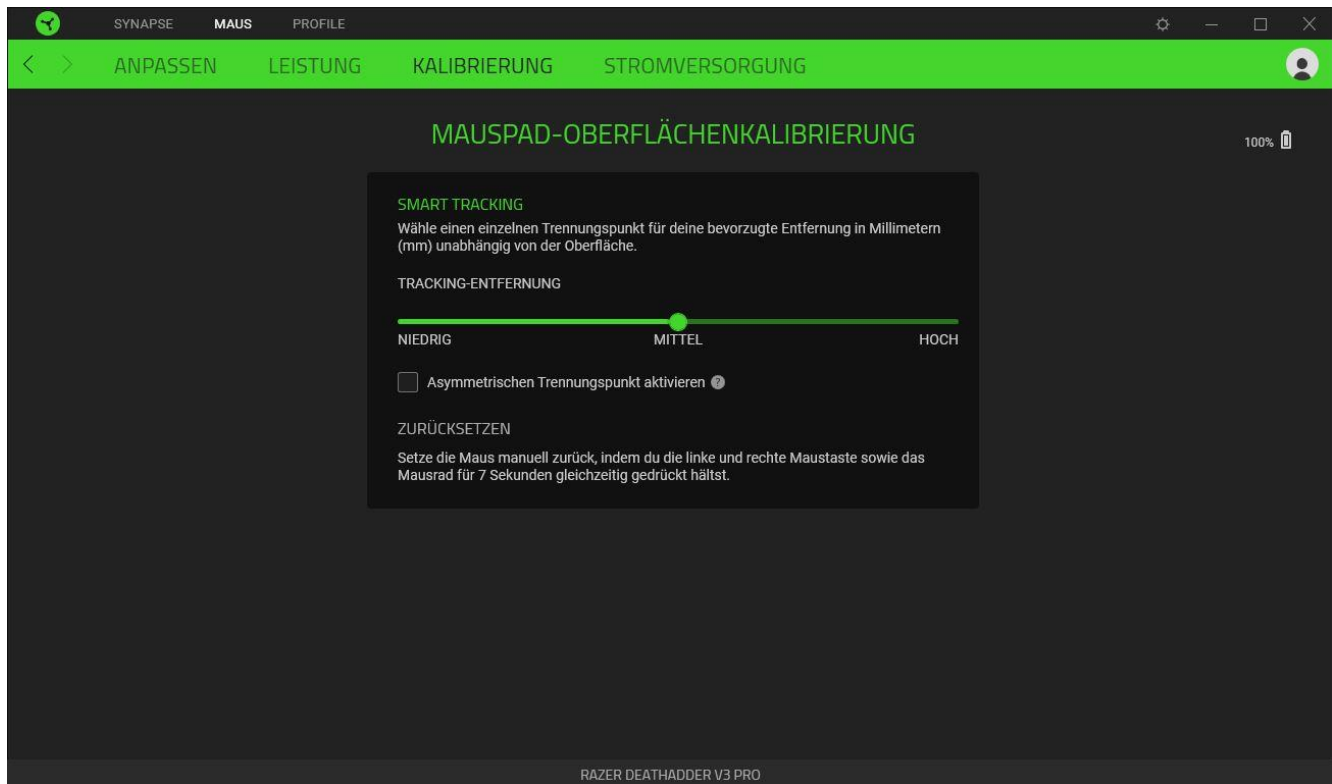 SYNAPSE MAUS PROFILE
ANPASSEN LEISTUNG KALIBRIERUNG STROMVERSORGUNG
MAUSPAD-OBERFLÄCHENKALIBRIERUNG
100%
SMART TRACKING
Wähle einen einzelnen Trennungspunkt für deine bevorzugte Entfernung in Millimetern
(mm) unabhängig von der Oberfläche.
TRACKING-ENTFERNUNG
NIEDRIG MITTEL HOCH
Asymmetrischen Trennungspunkt aktivieren ?
ZURÜCKSETZEN
Setze die Maus manuell zurück, indem du die linke und rechte Maustaste sowie das
Mausrad für 7 Sekunden gleichzeitig gedrückt hältst.
RAZER DEATHADDER V3 PRO